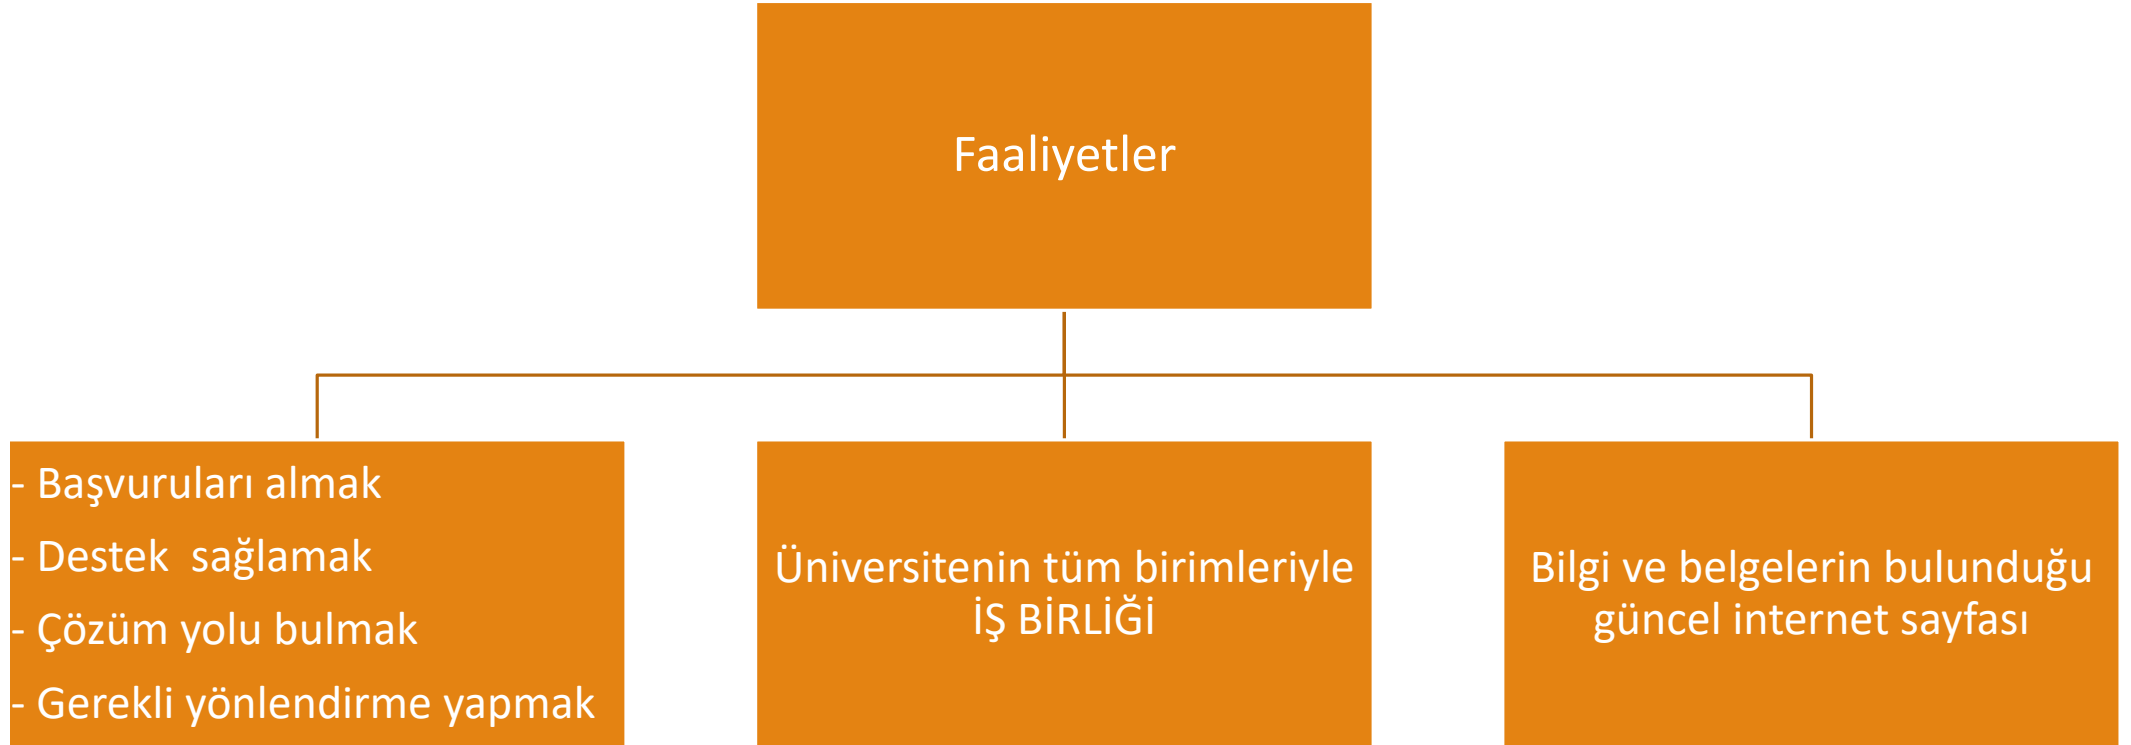 Faaliyetler
- Başvuruları almak
- Destek  sağlamak
- Çözüm yolu bulmak
- Gerekli yönlendirme yapmak
Üniversitenin tüm birimleriyle
İŞ BİRLİĞİ
Bilgi ve belgelerin bulunduğu
güncel internet sayfası